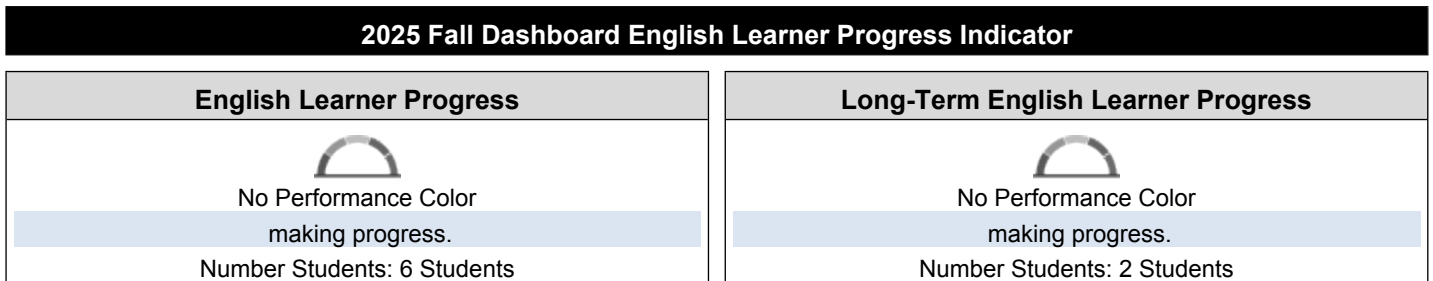 2025 Fall Dashboard English Learner Progress Indicator
English Learner Progress
No Performance Color
making progress.
Number Students: 6 Students
Long-Term English Learner Progress
No Performance Color
making progress.
Number Students: 2 Students